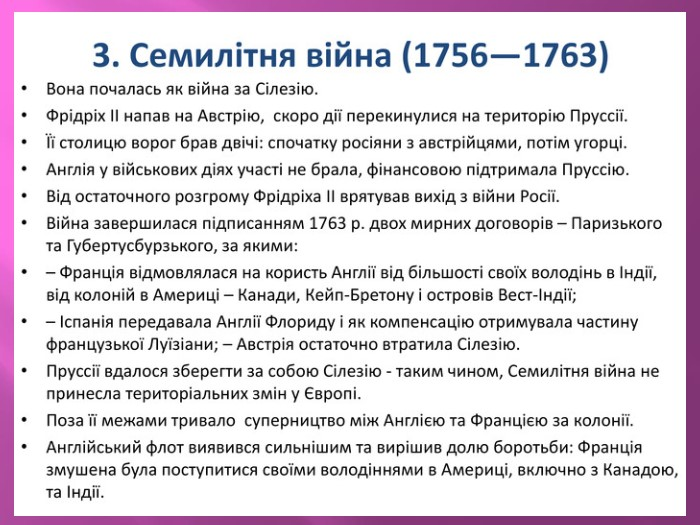 3. Семилітня війна (1756—1763)
• Вона почалась як війна за Сілезію.
• Фрідріх II напав на Австрію, скоро дії перекинулися на територію Пруссії.
• Її столицю ворог брав двічі: спочатку росіяни з австрійцями, потім угорці.
• Англія у військових діях участі не брала, фінансовою підтримала Пруссію.
• Від остаточного розгрому Фрідріха II врятував вихід з війни Росії.
• Війна завершилася підписанням 1763 р. двох мирних договорів – Паризького
та Губертусбурзького, за якими:
• – Франція відмовлялася на користь Англії від більшості своїх володінь в Індії,
від колоній в Америці – Канади, Кейп-Бретону і островів Вест-Індії;
• – Іспанія передавала Англії Флориду і як компенсацію отримувала частину
французької Луїзіани; – Австрія остаточно втратила Сілезію.
• Пруссії вдалося зберегти за собою Сілезію - таким чином, Семилітня війна не
принесла територіальних змін у Європі.
• Поза її межами тривало суперництво між Англією та Францією за колонії.
• Англійський флот виявився сильнішим та вирішив долю боротьби: Франція
змушена була поступитися своїми володіннями в Америці, включно з Канадою,
та Індії.